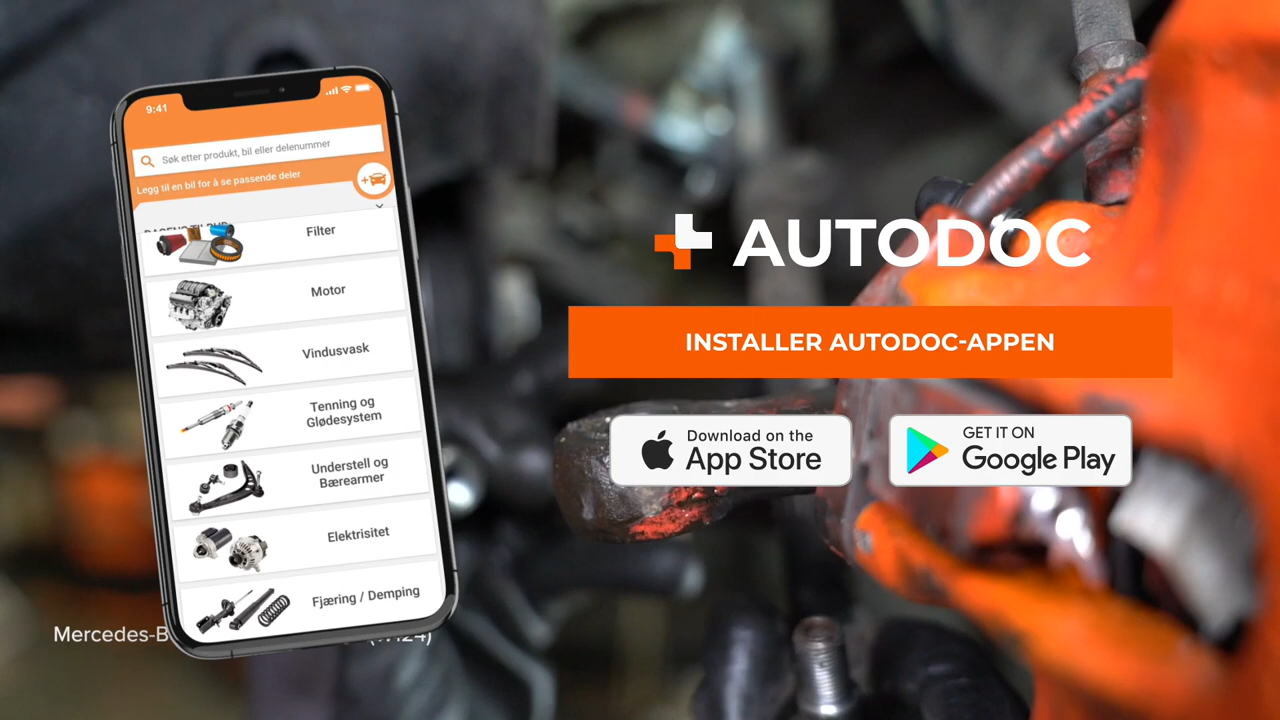 9:41
Søk etter produkt, bil eller delenummer
Legg til en bil for å se passende deler
Filter
Motor
Vindusvask
Tenning og
Glødesystem
Understell og
Bærearmer
Elektrisitet
Fjæring / Demping
AUTODOC
INSTALLER AUTODOC-APPEN
Download on the
App Store
GET IT ON
Google Play